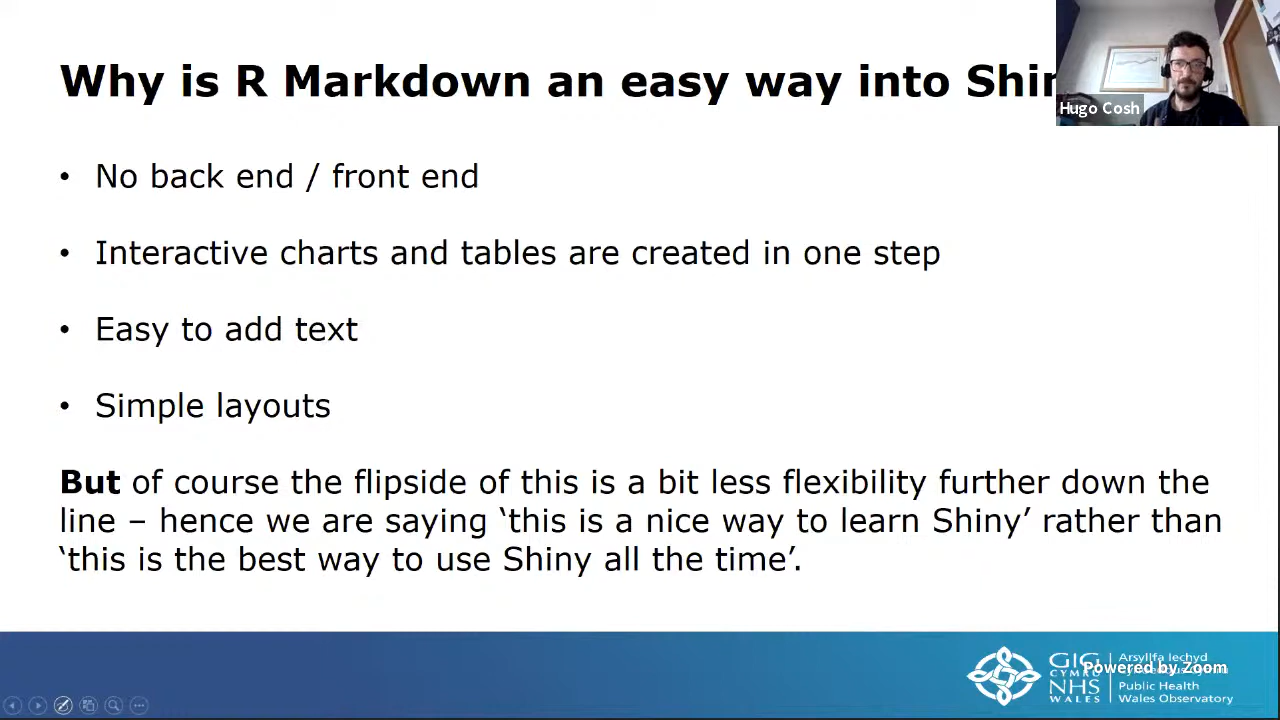 Why is R Markdown an easy way into Shin
Hugo Cosh
• No back end / front end
• Interactive charts and tables are created in one step
• Easy to add text
• Simple layouts
But of course the flipside of this is a bit less flexibility further down the
line – hence we are saying ‘this is a nice way to learn Shiny’ rather than
‘this is the best way to use Shiny all the time’.
GIG
CYMRU
NHS
WALES
Arsyllfa Iechyd
Powered by Zoom
Public Health
Wales Observatory